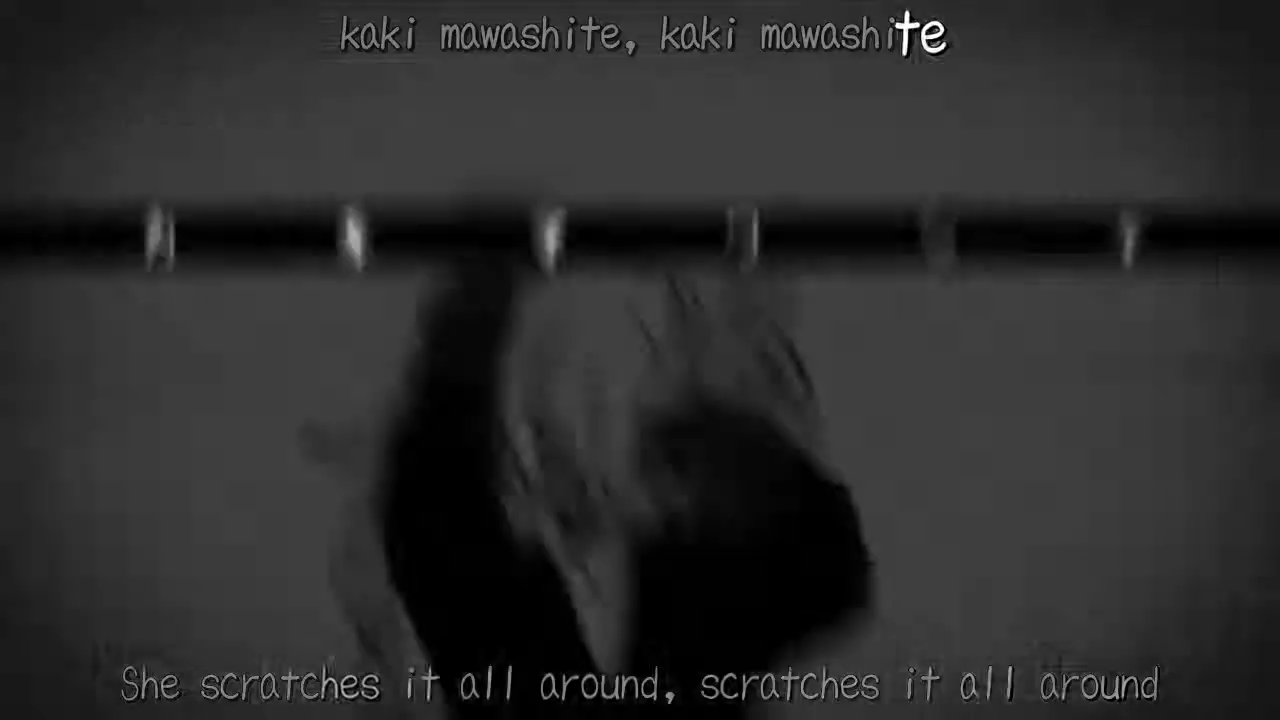 kaki mawashite, kaki mawashite
She scratches it all around, scratches it all around